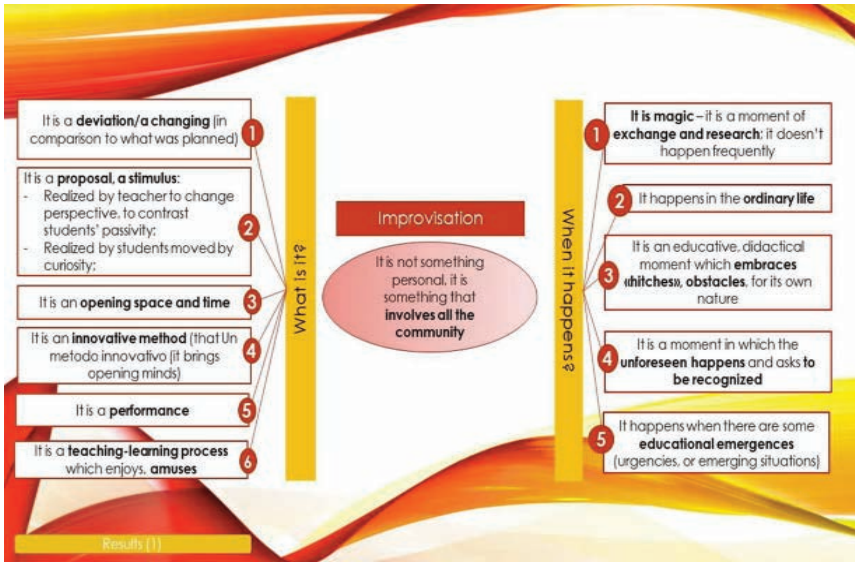 It is a deviation/a changing (in
comparison to what was planned)
1
It is a proposal, a stimulus:
- Realized by teacher to change
perspective, to contrast
students' passivity;
- Realized by students moved by
curiosity;
2
It is an opening space and time
3
It is an innovative method (that Un
metodo innovativo (it brings
opening minds)
4
It is a performance
5
It is a teaching-learning process
which enjoys, amuses
6
What is it?
Improvisation
It is not something
personal, it is
something that
involves all the
community
When it happens?
It is magic – it is a moment of
exchange and research: it doesn't
happen frequently
1
It happens in the ordinary life
2
It is an educative, didactical
moment which embraces
«hitches», obstacles, for its own
nature
3
It is a moment in which the
unforeseen happens and asks to
be recognized
4
It happens when there are some
educational emergences
(urgencies, or emerging situations)
5
Results (1)